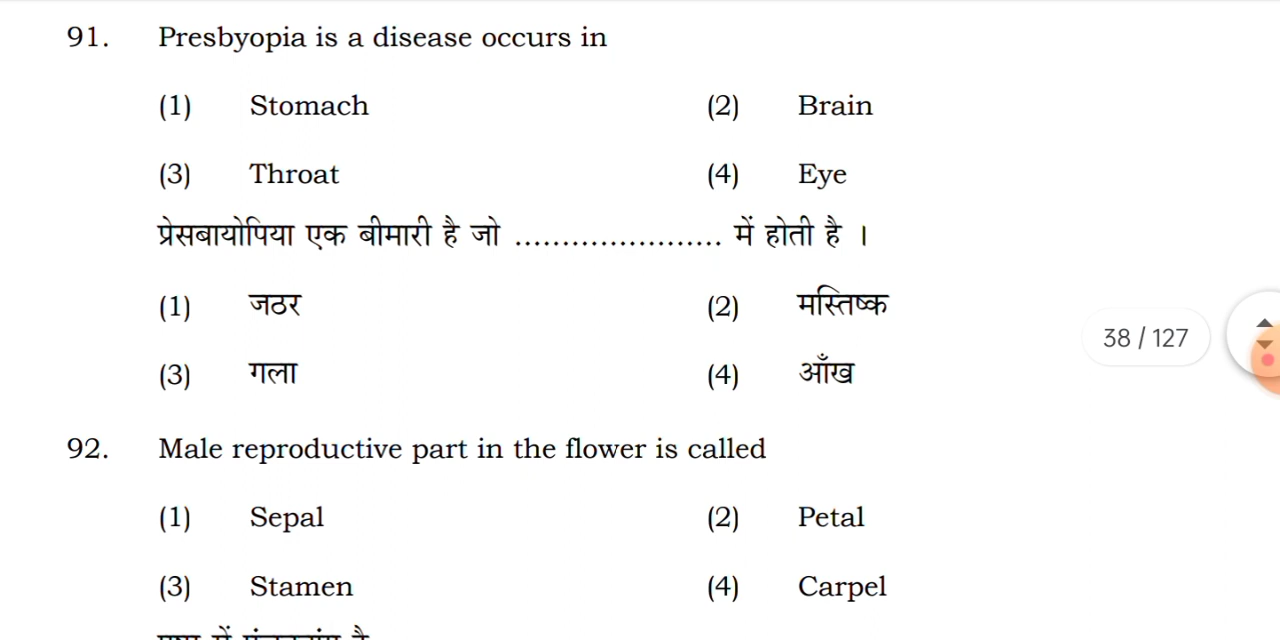 91. Presbyopia is a disease occurs in
(1) Stomach (2) Brain
(3) Throat (4) Eye
प्रेसबायोपिया एक बीमारी है जो ...................... में होती है ।
(1) जठर (2) मस्तिष्क
38 / 127
(3) गला (4) आँख
92. Male reproductive part in the flower is called
(1) Sepal (2) Petal
(3) Stamen (4) Carpel